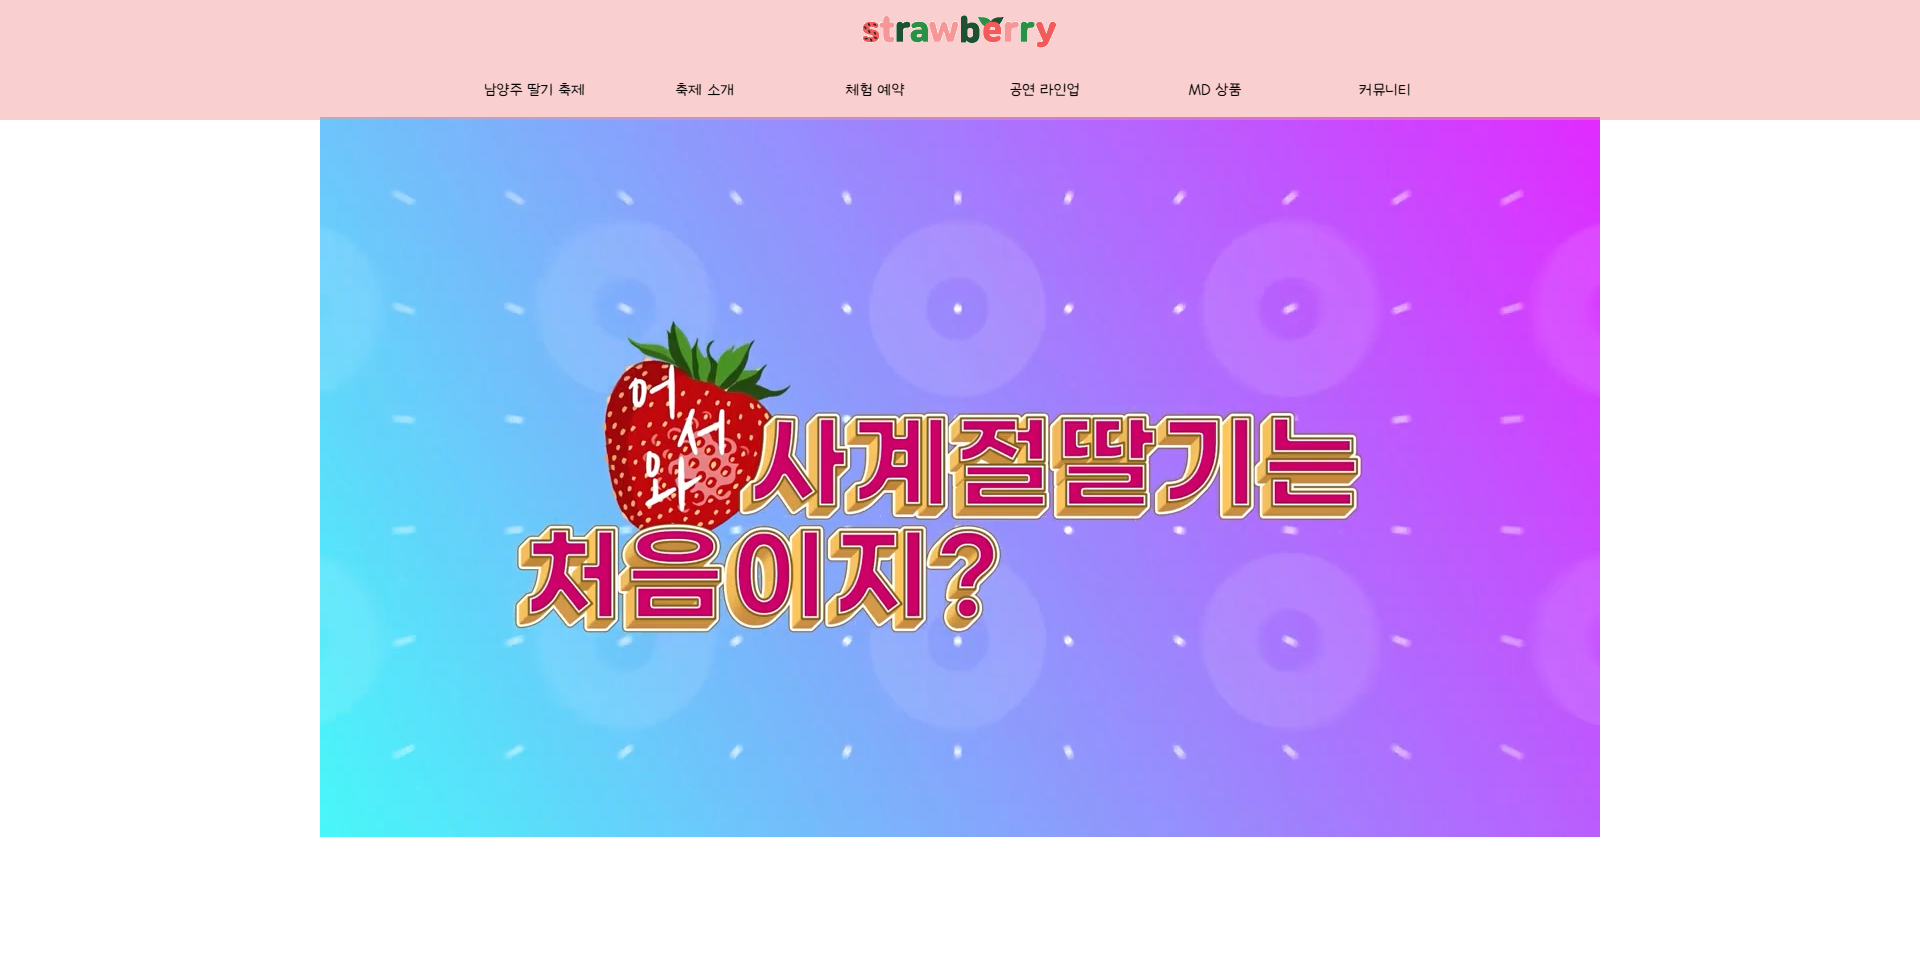 strawberry
남양주 딸기 축제
축제 소개
체험 예약
공연 라인업
MD 상품
커뮤니티
어
서
와
사계절딸기는
처음이지?